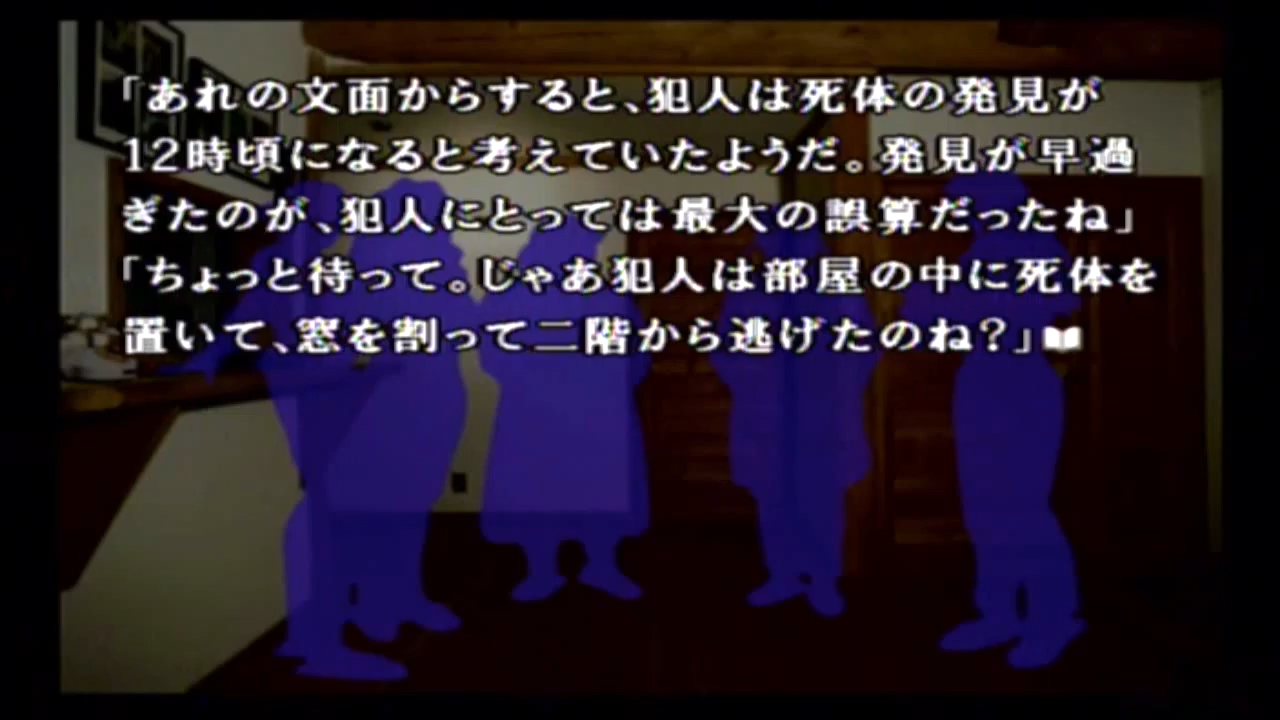 「あれの文面からすると、犯人は死体の発見が
12時頃になると考えていたようだ。発見が早過
ぎたのが、犯人にとっては最大の誤算だったね」
「ちょっと待って。じゃあ犯人は部屋の中に死体を
置いて、窓を割って二階から逃げたのね？」